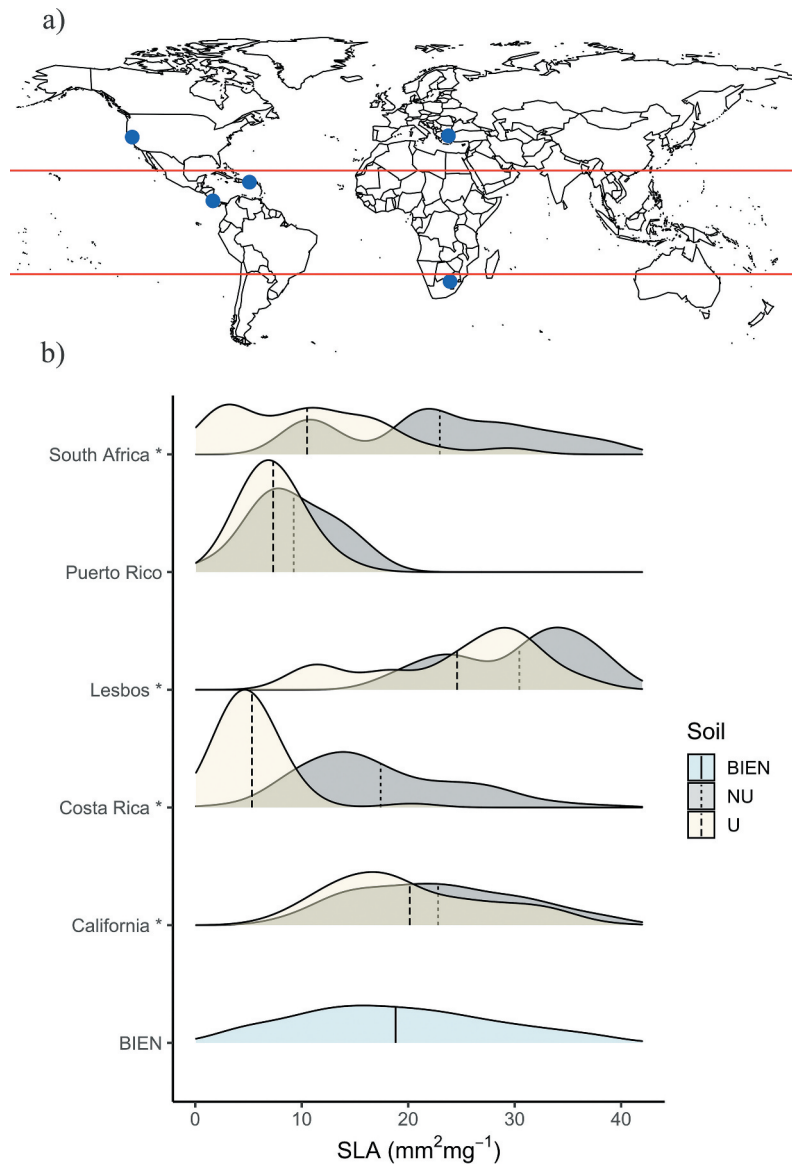 a)
b)
South Africa *
Puerto Rico
Lesbos *
Costa Rica *
California *
BIEN
Soil
BIEN
NU
U
0 10 20 30 40
SLA (mm²mg⁻¹)